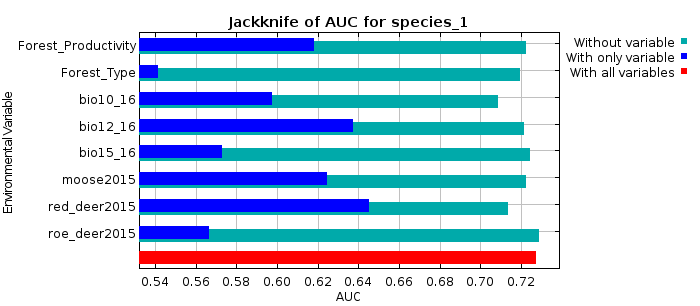 Jackknife of AUC for species_1
Environmental Variable
Forest_Productivity
Forest_Type
bio10_16
bio12_16
bio15_16
moose2015
red_deer2015
roe_deer2015
0.54 0.56 0.58 0.60 0.62 0.64 0.66 0.68 0.70 0.72
AUC
Without variable
With only variable
With all variables